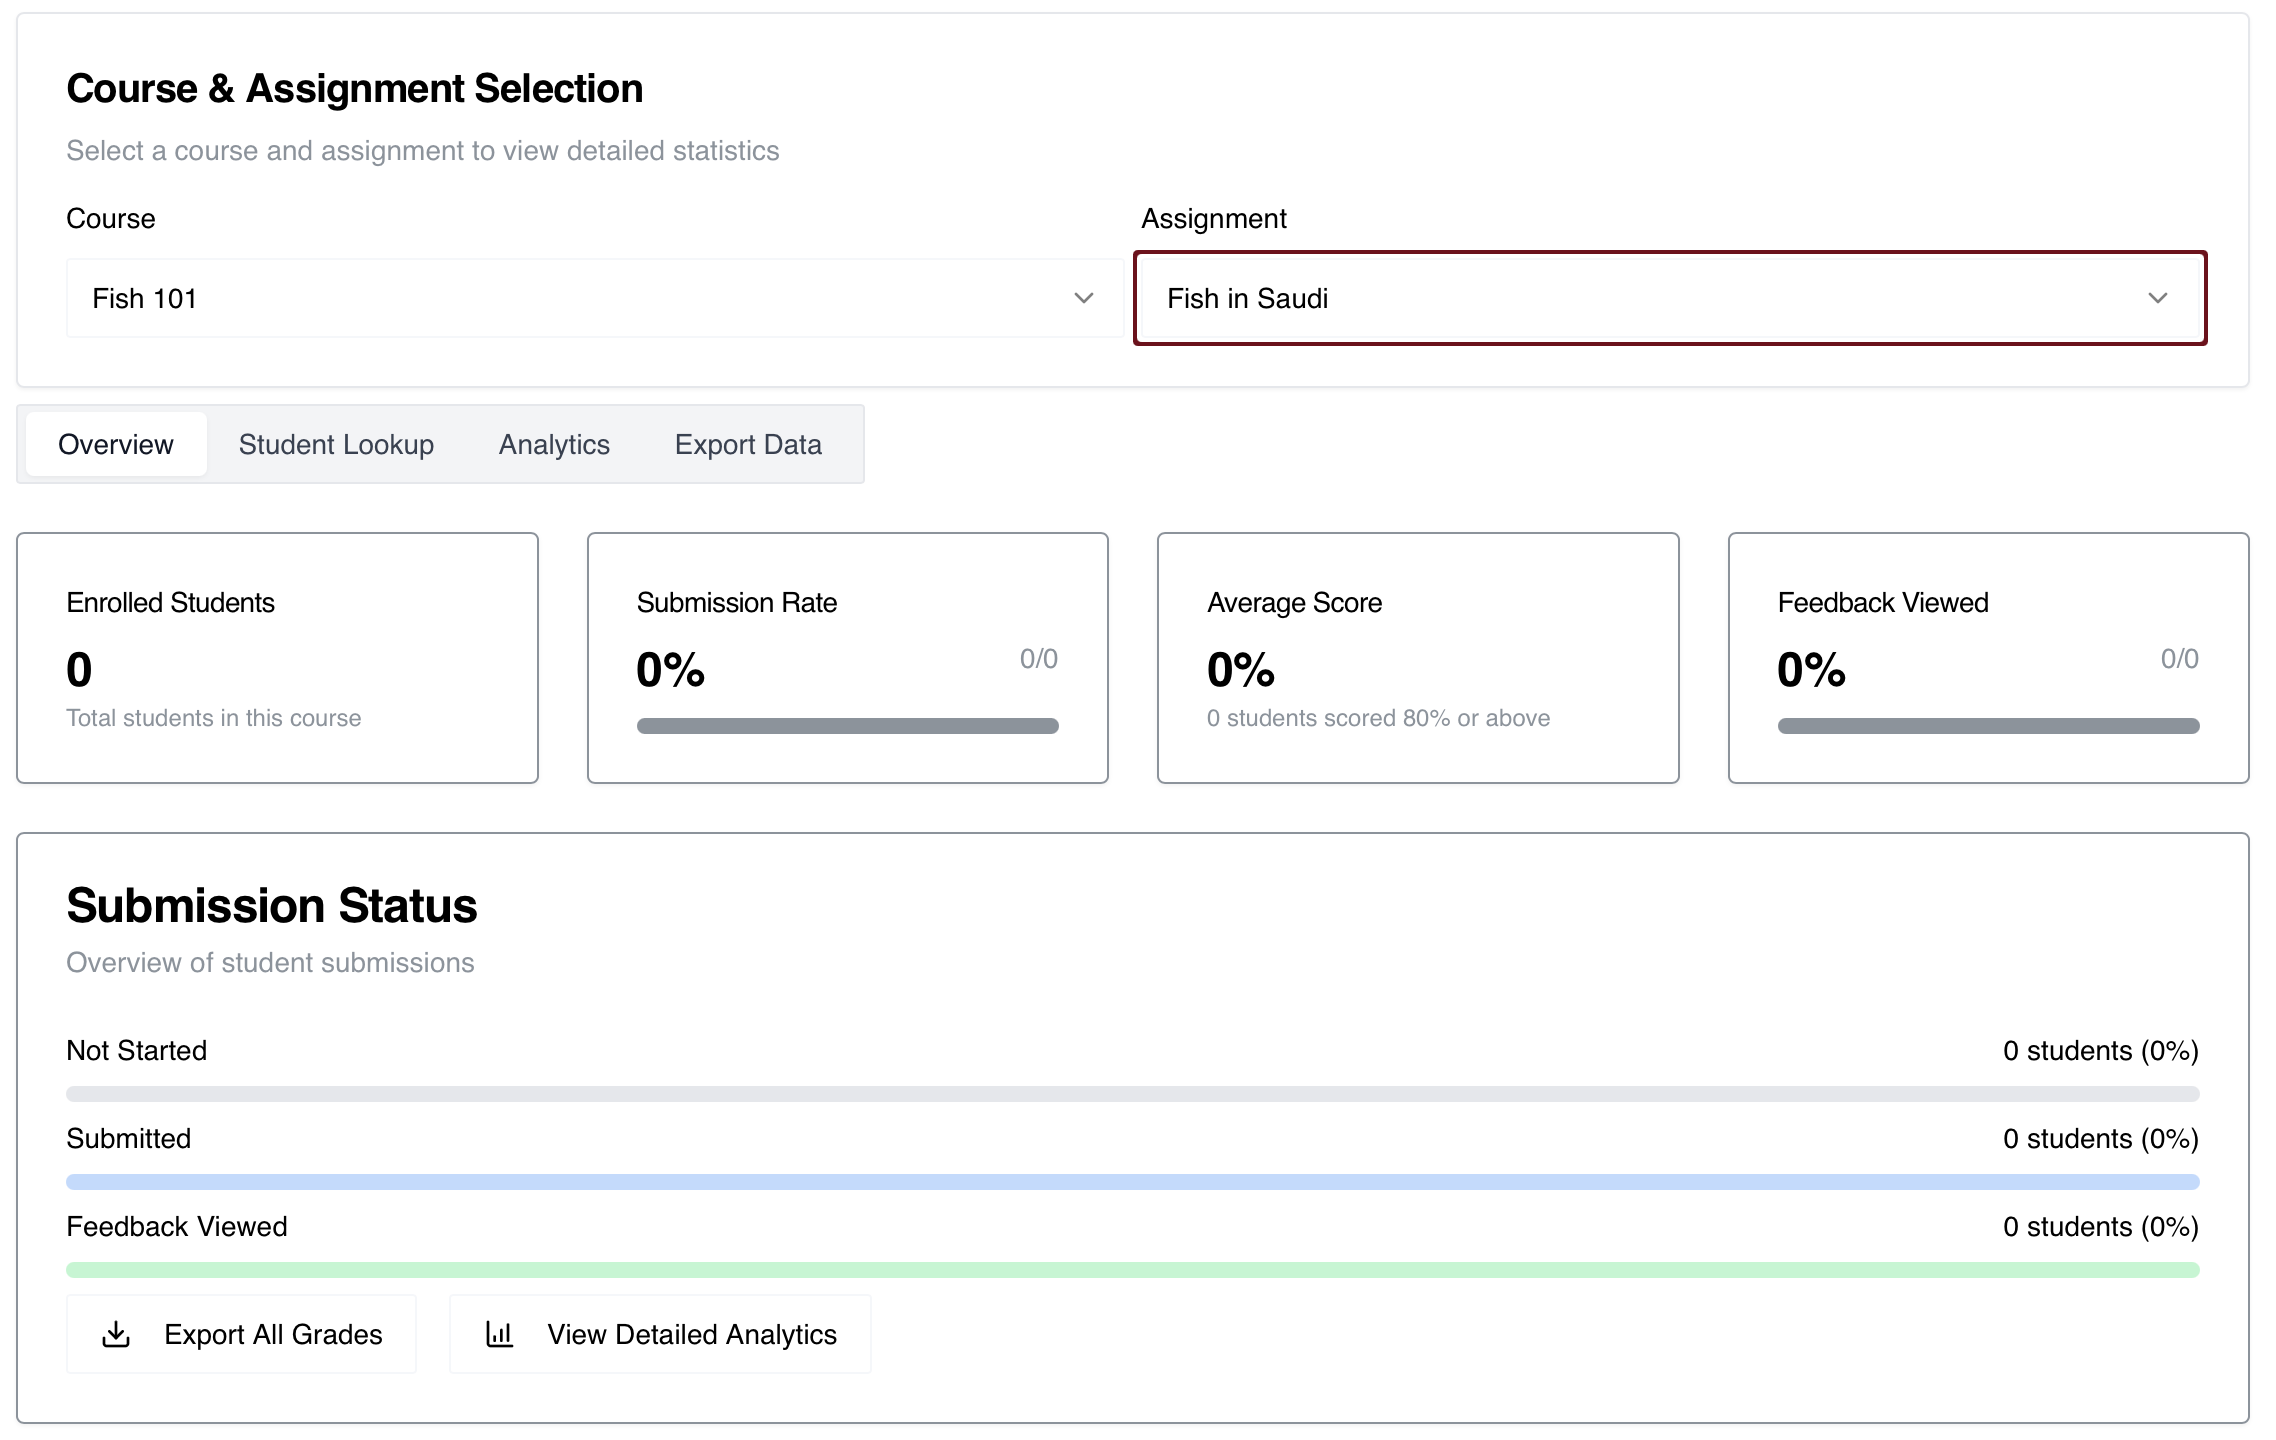 Course & Assignment Selection
Select a course and assignment to view detailed statistics
Course
Assignment
Fish 101
Fish in Saudi
Overview
Student Lookup
Analytics
Export Data
Enrolled Students
0
Total students in this course
Submission Rate
0%
0/0
Average Score
0%
0 students scored 80% or above
Feedback Viewed
0%
0/0
Submission Status
Overview of student submissions
Not Started
0 students (0%)
Submitted
0 students (0%)
Feedback Viewed
0 students (0%)
Export All Grades
View Detailed Analytics